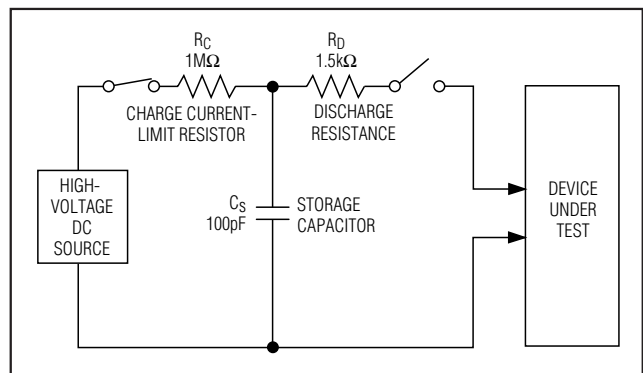 RC
1MΩ
CHARGE CURRENT-
LIMIT RESISTOR
RD
1.5kΩ
DISCHARGE
RESISTANCE
HIGH-
VOLTAGE
DC
SOURCE
CS
100pF
STORAGE
CAPACITOR
DEVICE
UNDER
TEST